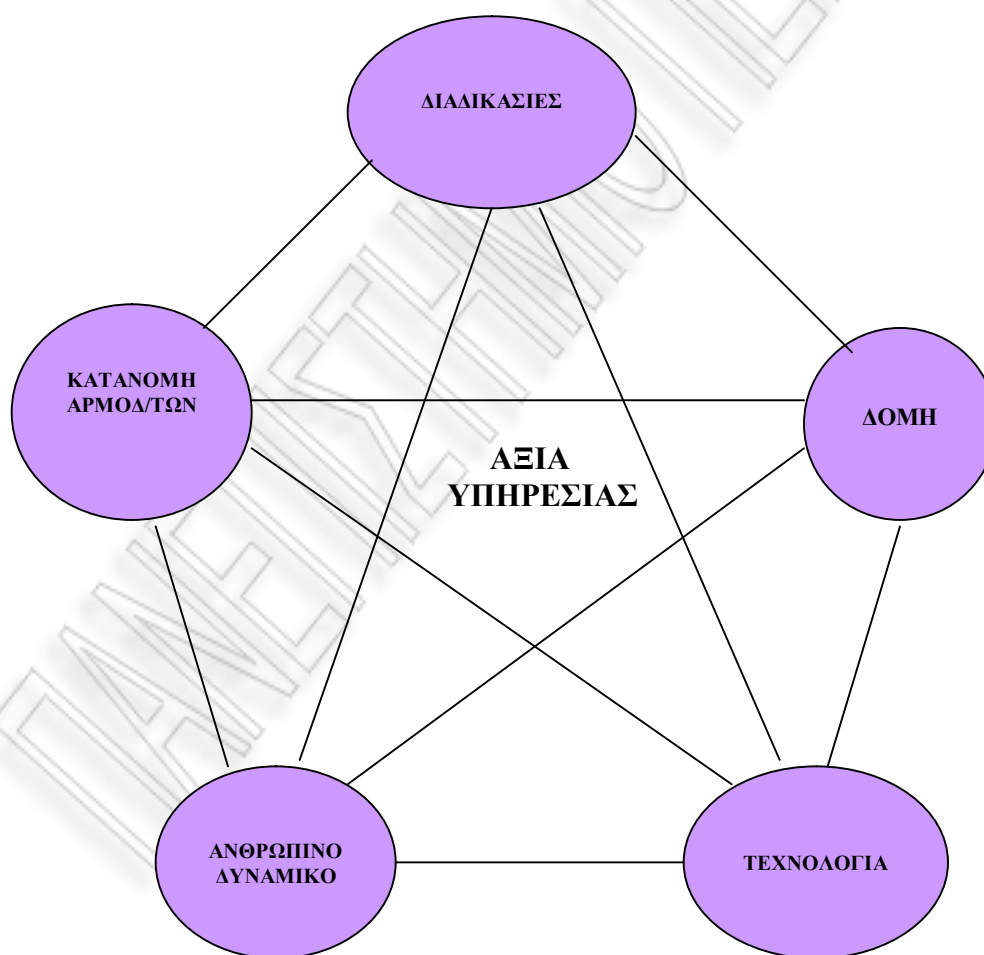 ΔΙΑΔΙΚΑΣΙΕΣ
ΚΑΤΑΝΟΜΗ
ΑΡΜΟΔ/ΤΩΝ
ΔΟΜΗ
ΑΞΙΑ
ΥΠΗΡΕΣΙΑΣ
ΑΝΘΡΩΠΙΝΟ
ΔΥΝΑΜΙΚΟ
ΤΕΧΝΟΛΟΓΙΑ